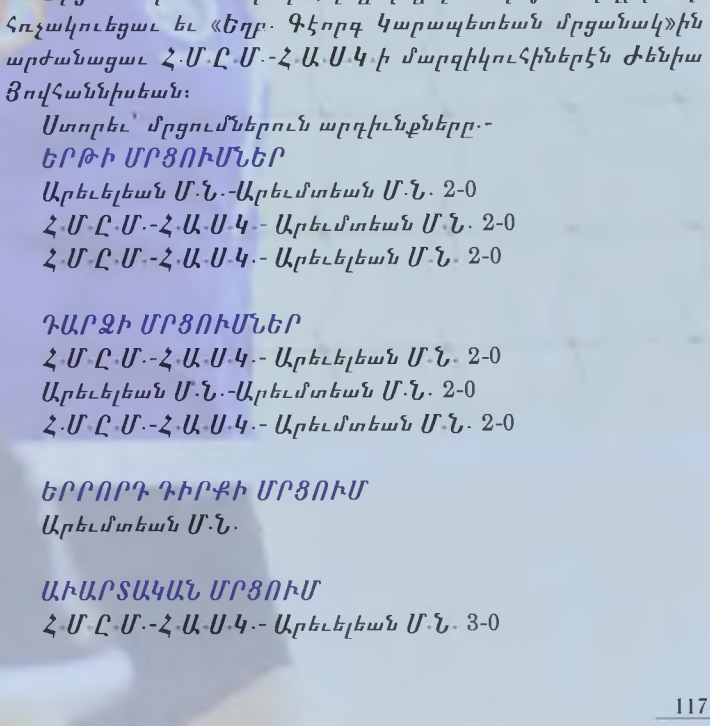 Հռչակուեցաւ եւ «Եղբ. Գէորգ Կարապետեան մրցանակ»ին
արժանացաւ Հ.Մ.Ը.Մ.-Հ.Ա.Ս.Կ.ի մարզիկուհիներէն Ժենիա
Յովհաննիսեան:
Ստորեւ՝ մրցումներուն արդիւնքները.-
ԵՐԹԻ ՄՐՑՈՒՄՆԵՐ
Արեւելեան Մ.Ն.-Արեւմտեան Մ.Ն. 2-0
Հ.Մ.Ը.Մ.-Հ.Ա.Ս.Կ.- Արեւմտեան Մ.Ն. 2-0
Հ.Մ.Ը.Մ.-Հ.Ա.Ս.Կ.- Արեւելեան Մ.Ն. 2-0
ԴԱՐՁԻ ՄՐՑՈՒՄՆԵՐ
Հ.Մ.Ը.Մ.-Հ.Ա.Ս.Կ.- Արեւելեան Մ.Ն. 2-0
Արեւելեան Մ.Ն.-Արեւմտեան Մ.Ն. 2-0
Հ.Մ.Ը.Մ.-Հ.Ա.Ս.Կ.- Արեւմտեան Մ.Ն. 2-0
ԵՐՐՈՐԴ ԴԻՐՔԻ ՄՐՑՈՒՄ
Արեւմտեան Մ.Ն.
ԱՒԱՐՏԱԿԱՆ ՄՐՑՈՒՄ
Հ.Մ.Ը.Մ.-Հ.Ա.Ս.Կ.- Արեւելեան Մ.Ն. 3-0
117